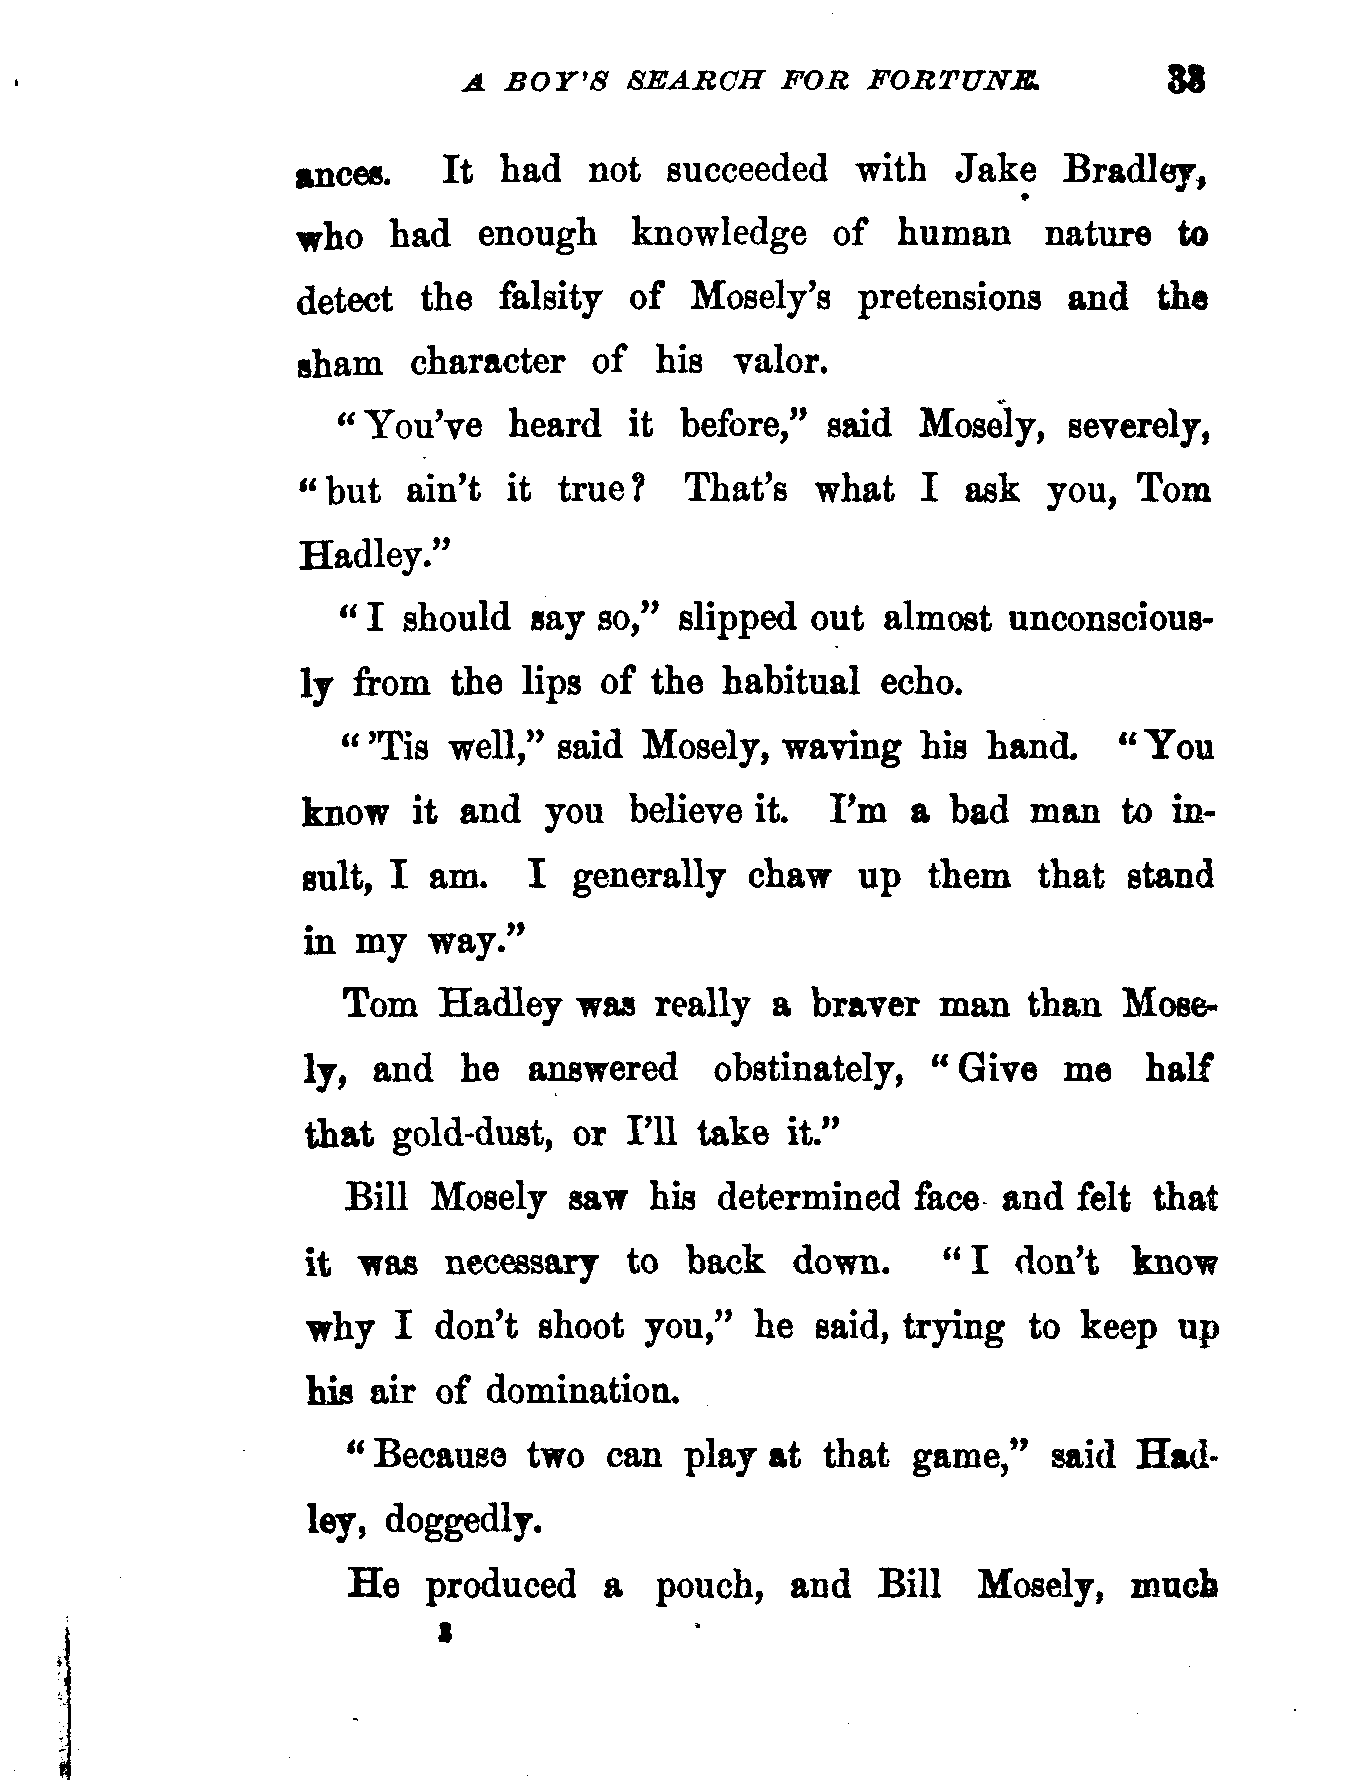 A BOY'S SEARCH FOR FORTUNE. 33
ances. It had not succeeded with Jake Bradley,
who had enough knowledge of human nature to
detect the falsity of Mosely's pretensions and the
sham character of his valor.
“You've heard it before,” said Mosely, severely,
“but ain't it true? That's what I ask you, Tom
Hadley.”
“I should say so,” slipped out almost unconscious-
ly from the lips of the habitual echo.
“'Tis well,” said Mosely, waving his hand. “You
know it and you believe it. I'm a bad man to in-
sult, I am. I generally chaw up them that stand
in my way.”
Tom Hadley was really a braver man than Mose-
ly, and he answered obstinately, “Give me half
that gold-dust, or I'll take it.”
Bill Mosely saw his determined face and felt that
it was necessary to back down. “I don't know
why I don't shoot you,” he said, trying to keep up
his air of domination.
“Because two can play at that game,” said Had-
ley, doggedly.
He produced a pouch, and Bill Mosely, much